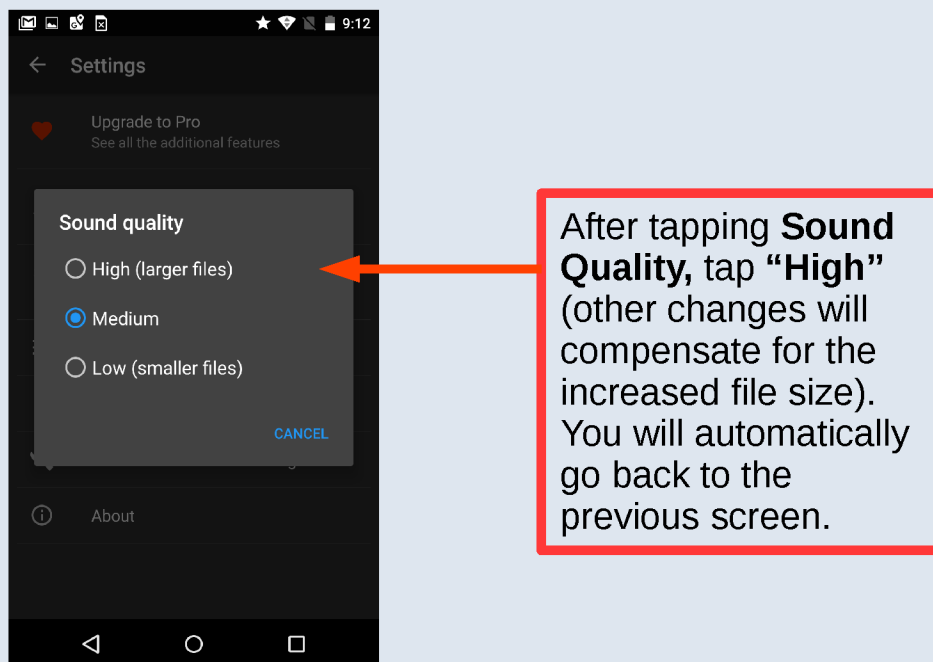 9:12
Settings
Upgrade to Pro
See all the additional features
Sound quality
High (larger files)
Medium
Low (smaller files)
CANCEL
About
After tapping Sound
Quality, tap “High”
(other changes will
compensate for the
increased file size).
You will automatically
go back to the
previous screen.